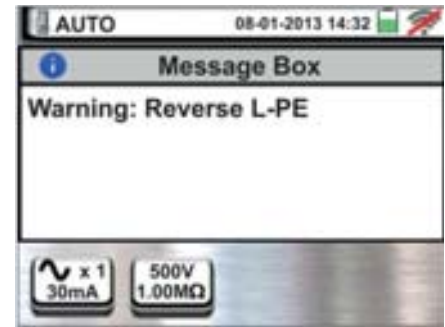 AUTO 08-01-2013 14:32
Message Box
Warning: Reverse L-PE
x 1 500V
30mA 1.00MΩ